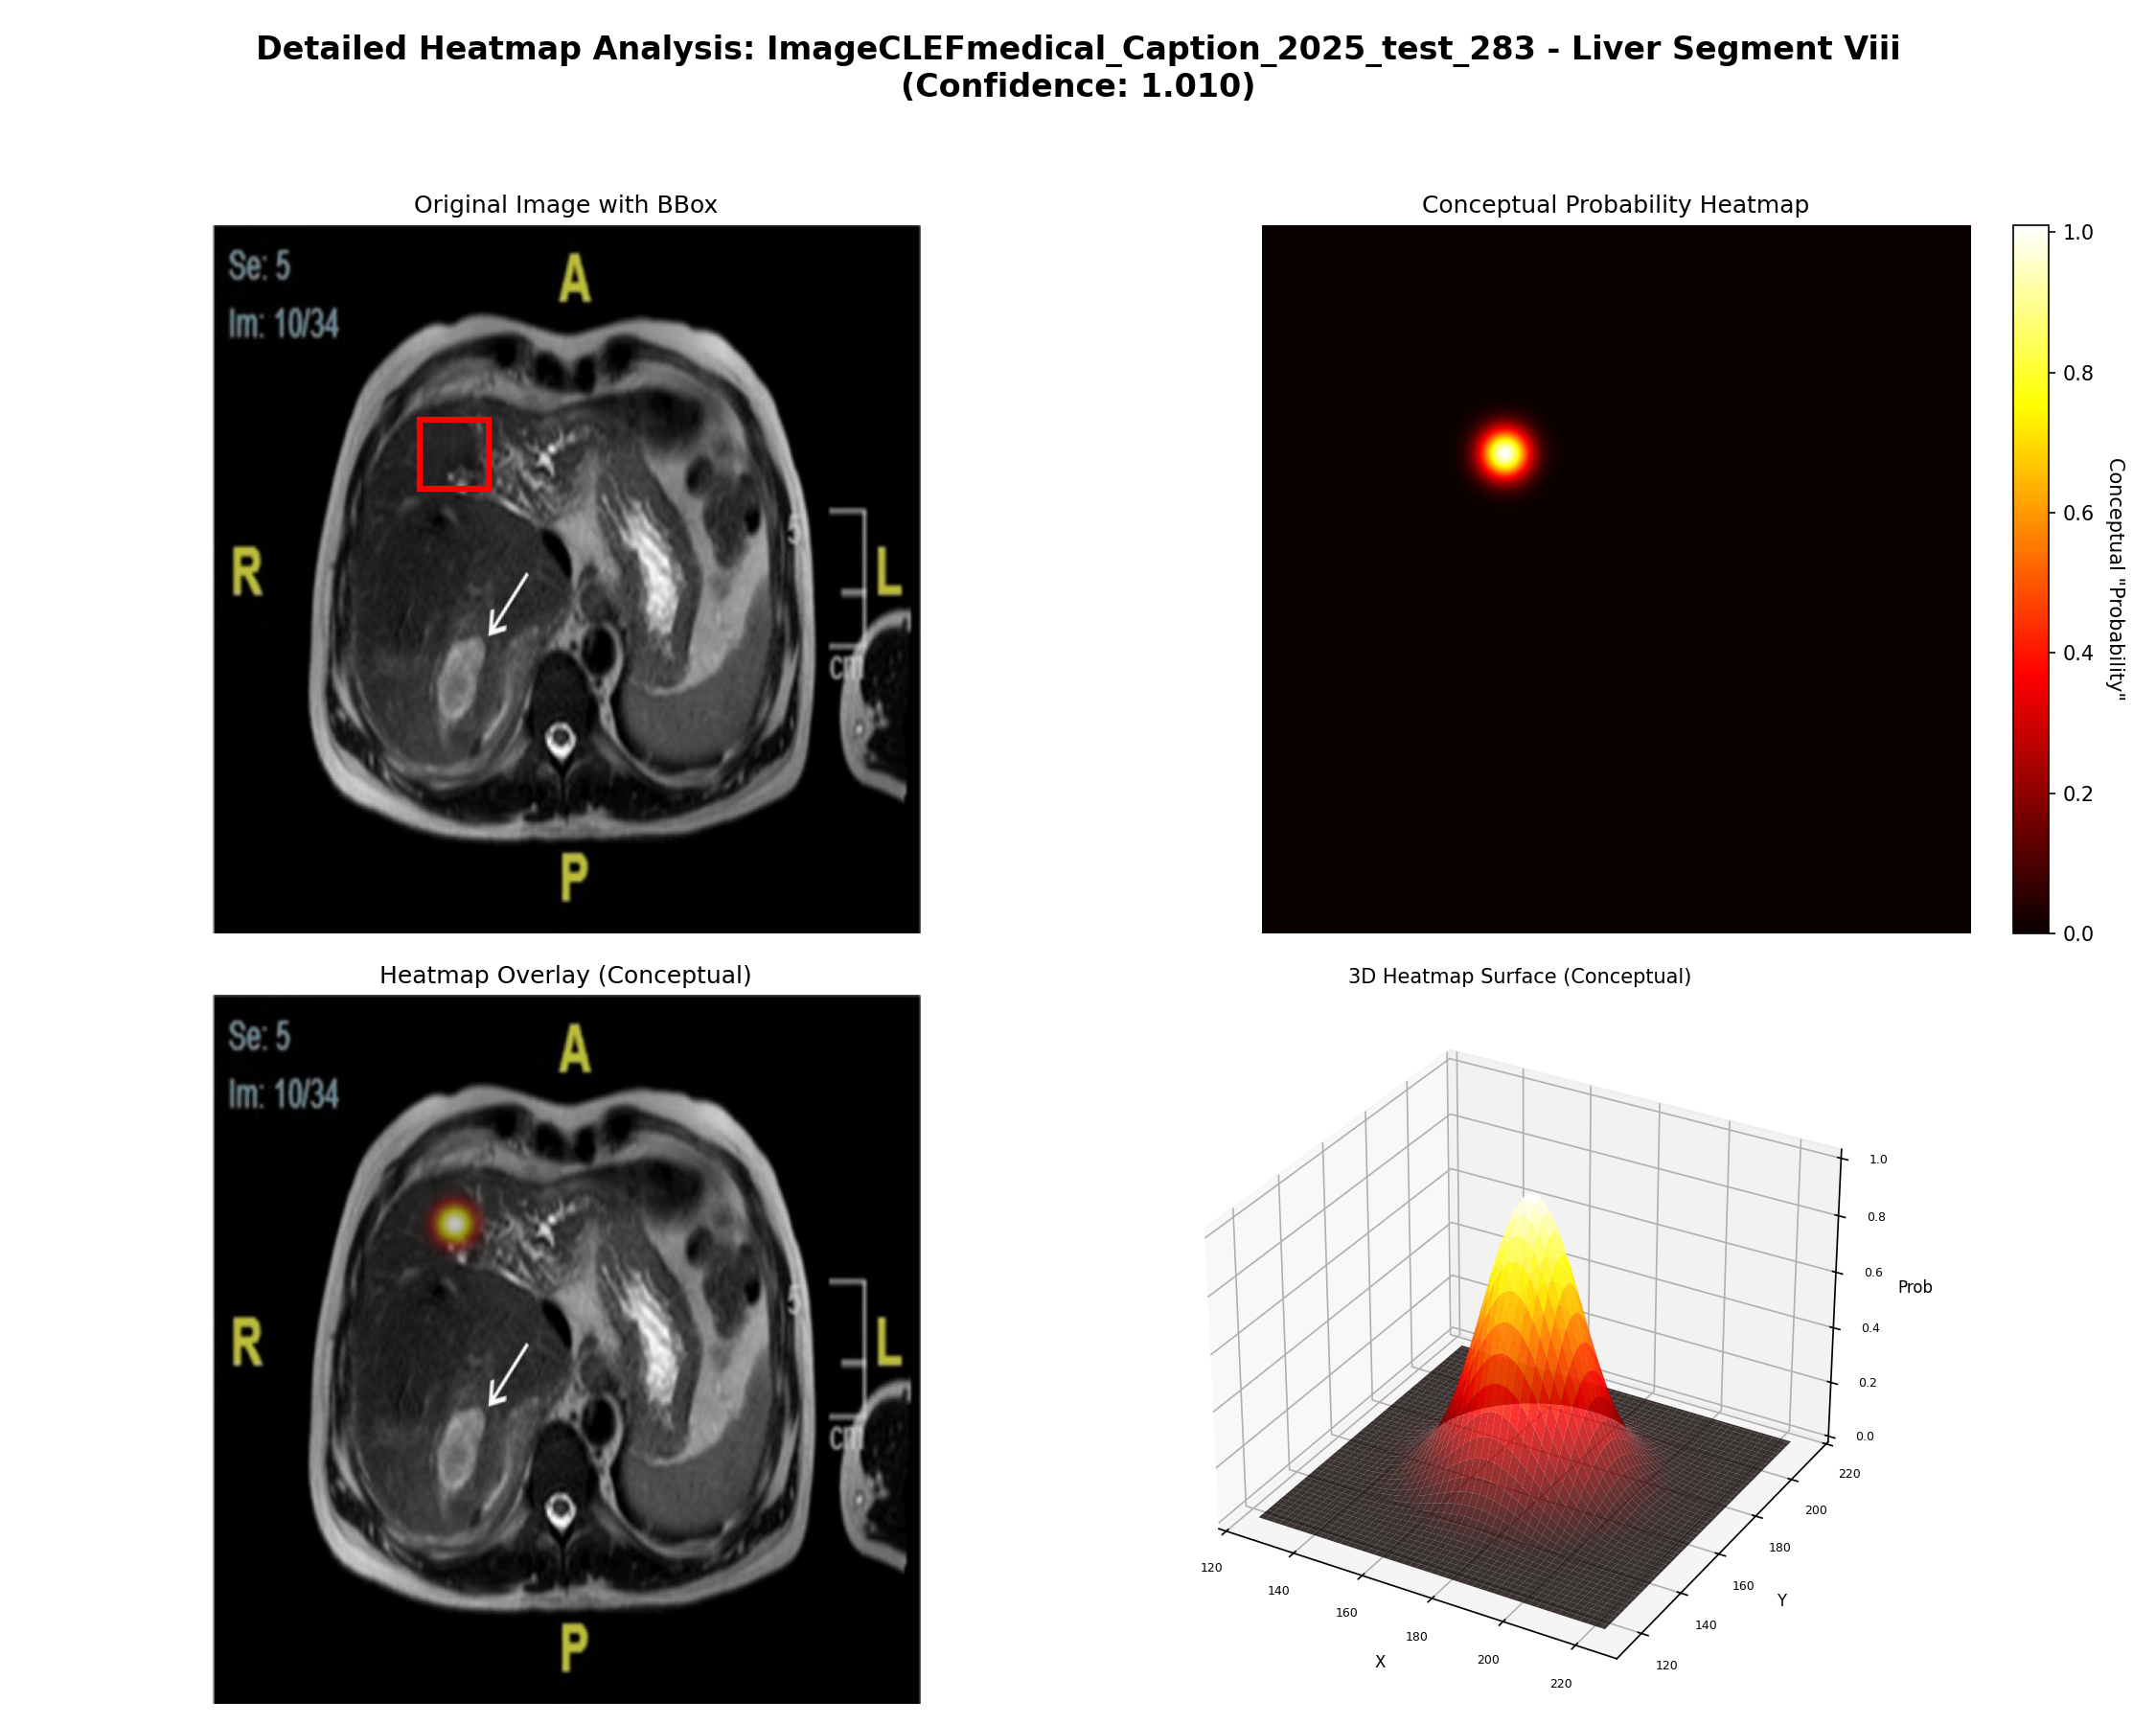 Detailed Heatmap Analysis: ImageCLEFmedical_Caption_2025_test_283 - Liver Segment Viii
(Confidence: 1.010)
Original Image with BBox
Se: 5
Im: 10/34
A
R
L
5
cm
P
Conceptual Probability Heatmap
1.0
0.8
0.6
0.4
0.2
0.0
Conceptual "Probability"
Heatmap Overlay (Conceptual)
Se: 5
Im: 10/34
A
R
L
5
cm
P
3D Heatmap Surface (Conceptual)
1.0
0.8
0.6
0.4
0.2
0.0
Prob
120
140
160
180
200
220
X
120
140
160
180
200
220
Y